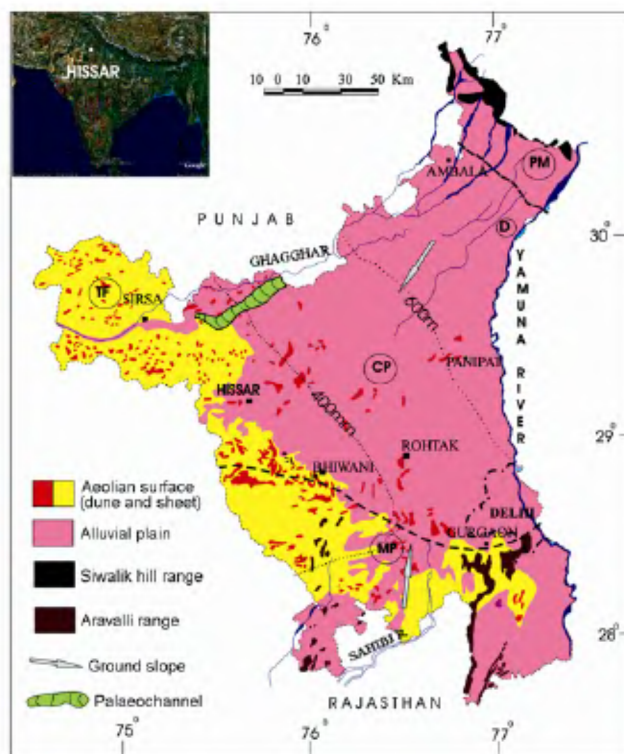 76
77
HISSAR
Google
10 0 10 30 50 Km
PM
AMBALA
PUNJAB
D
30
GHAGGHAR
YAMUNA RIVER
TF
SIRSA
600m.
PANIPAT
CP
HISSAR
400mm
29
ROHTAK
BHIWANI
Aeolian surface
(dune and sheet)
DELHI
GURGAON
Alluvial plain
MP
Siwalik hill range
Aravalli range
28
SAHIBI R.
Ground slope
Palaeochannel
RAJASTHAN
75
76
77